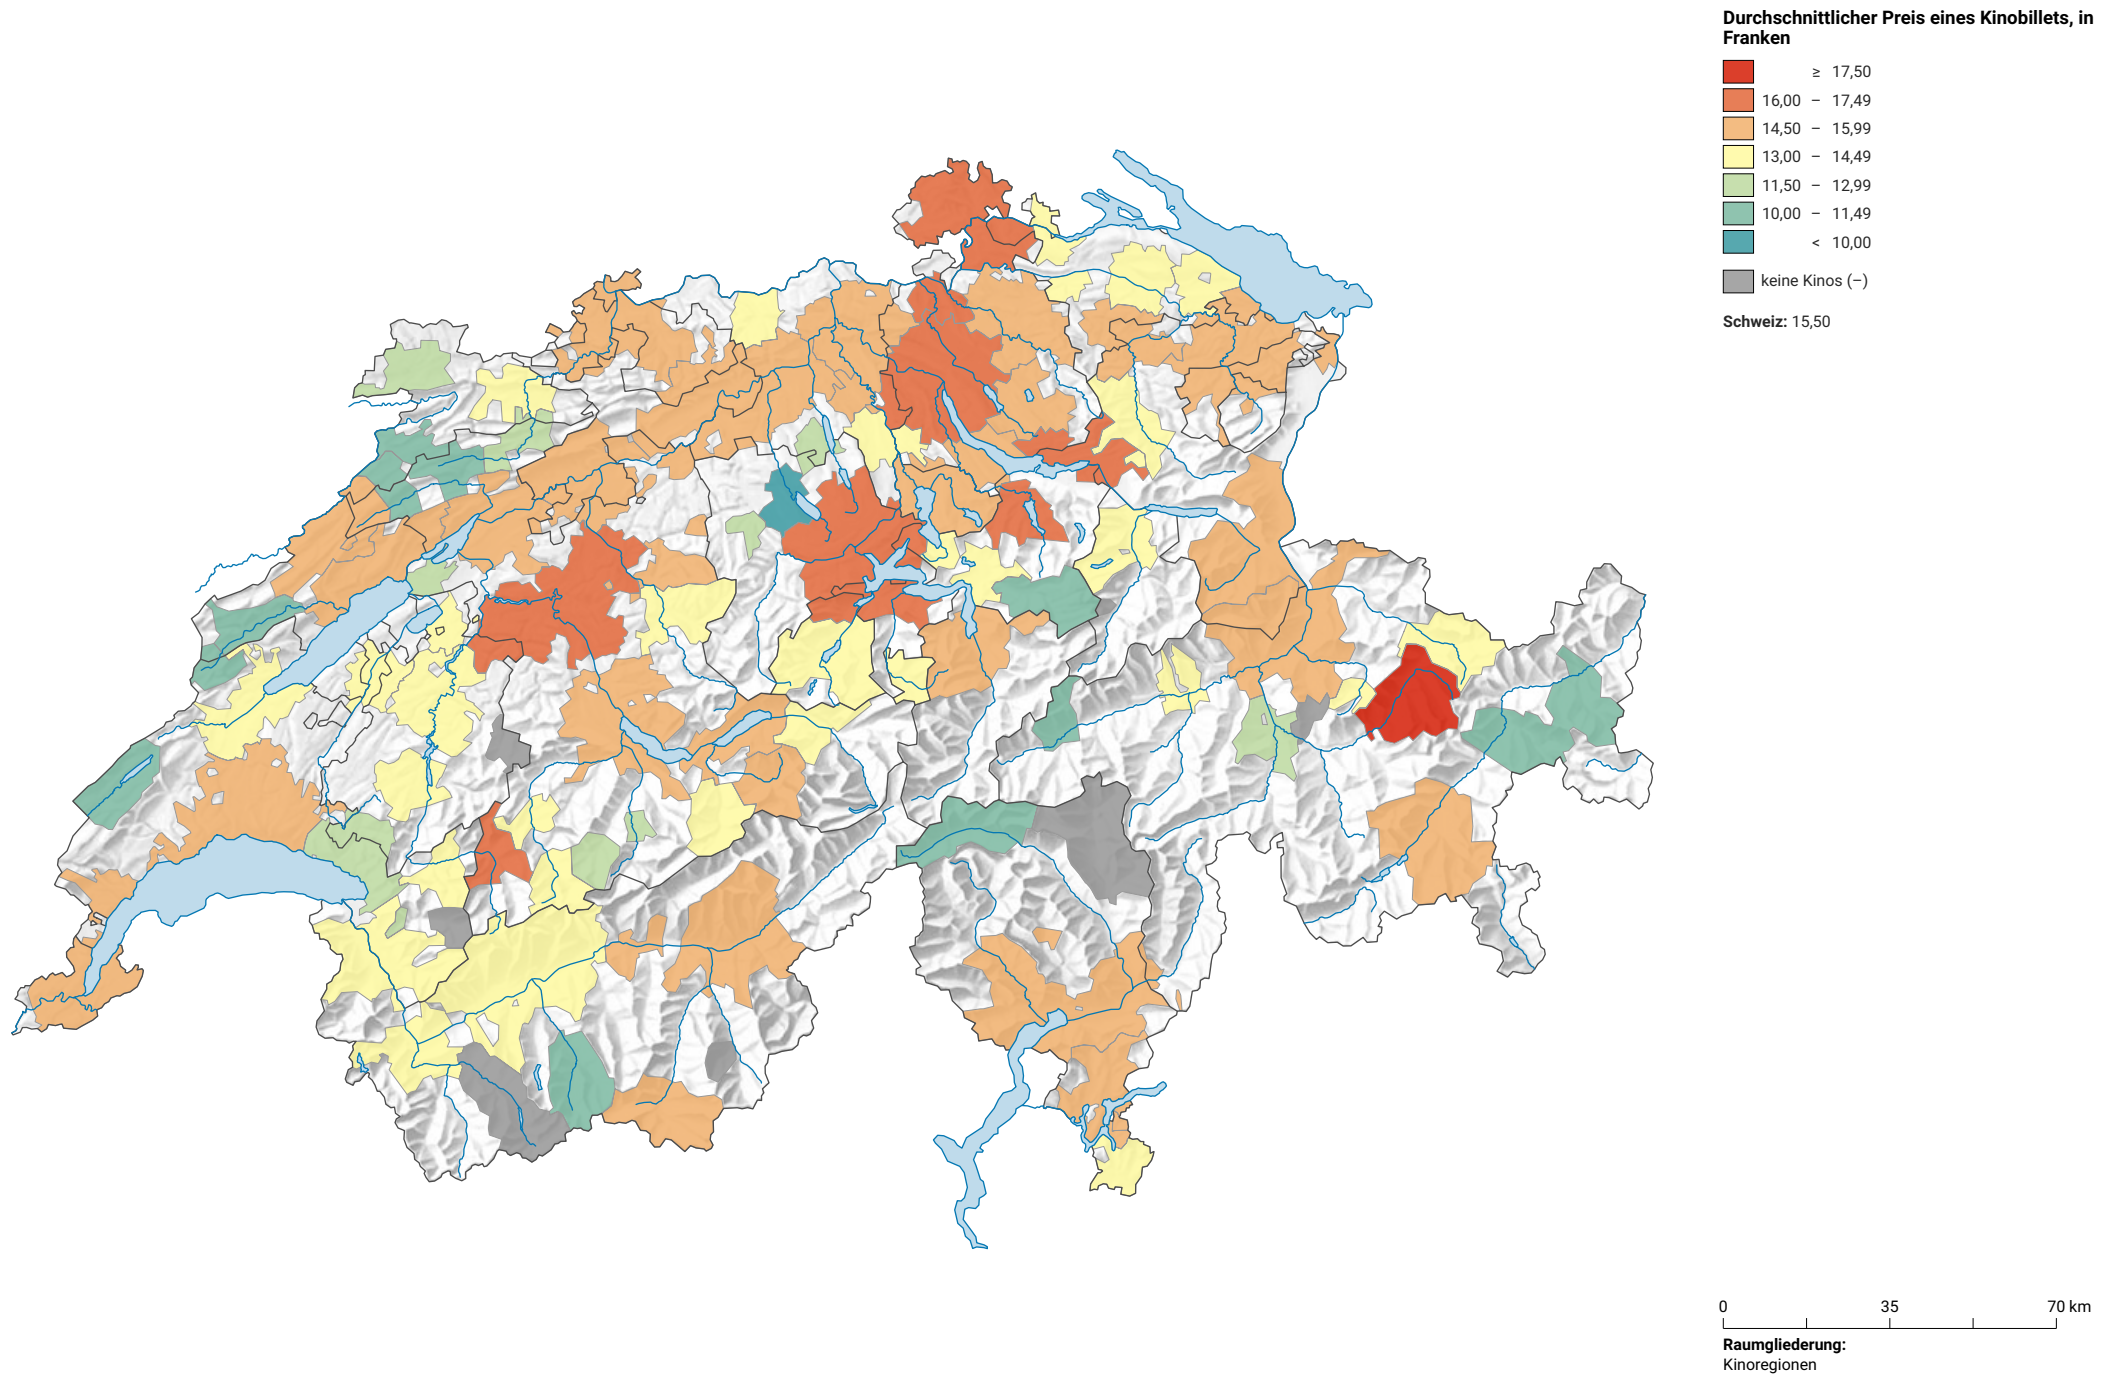 Durchschnittlicher Preis eines Kinobillets, in
Franken
≥ 17,50
16,00 – 17,49
14,50 – 15,99
13,00 – 14,49
11,50 – 12,99
10,00 – 11,49
< 10,00
keine Kinos (–)
Schweiz: 15,50
0 35 70 km
Raumgliederung:
Kinoregionen